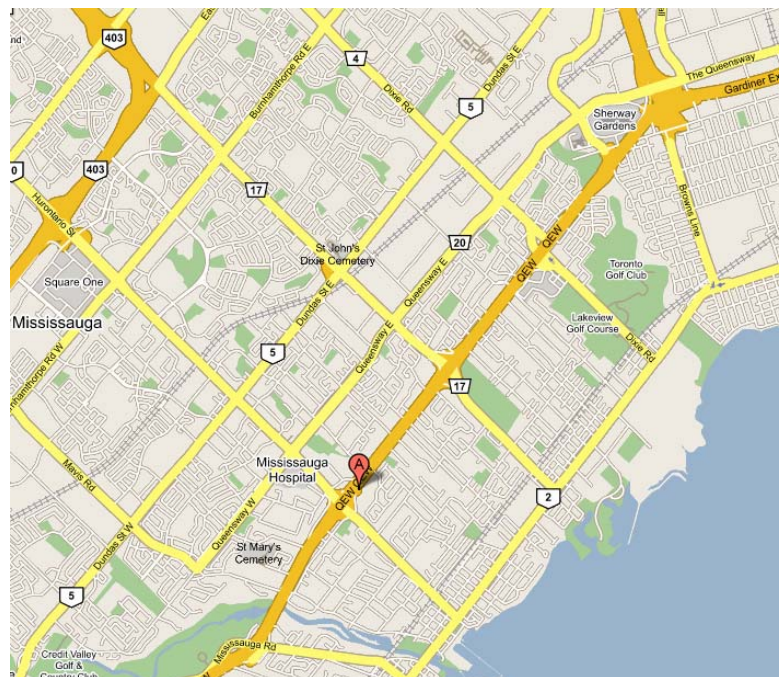 403
4
Burnhamthorpe Rd E
Dixie Rd
Dundas St E
5
The Queensway
Gardiner Ex
Sherway
Gardens
403
17
Hurontario St
Browns Line
20
QEW
QEW
St John's
Dixie Cemetery
Queensway E
Toronto
Golf Club
Square One
Dundas St E
Mississauga
Lakeview
Golf Course
Dixie Rd
5
Queensway E
17
Mavis Rd
Mississauga
Hospital
A
QEW
2
Queensway W
Dundas St W
St Mary's
Cemetery
5
Mississauga Rd
Credit Valley
Golf &
Country Club